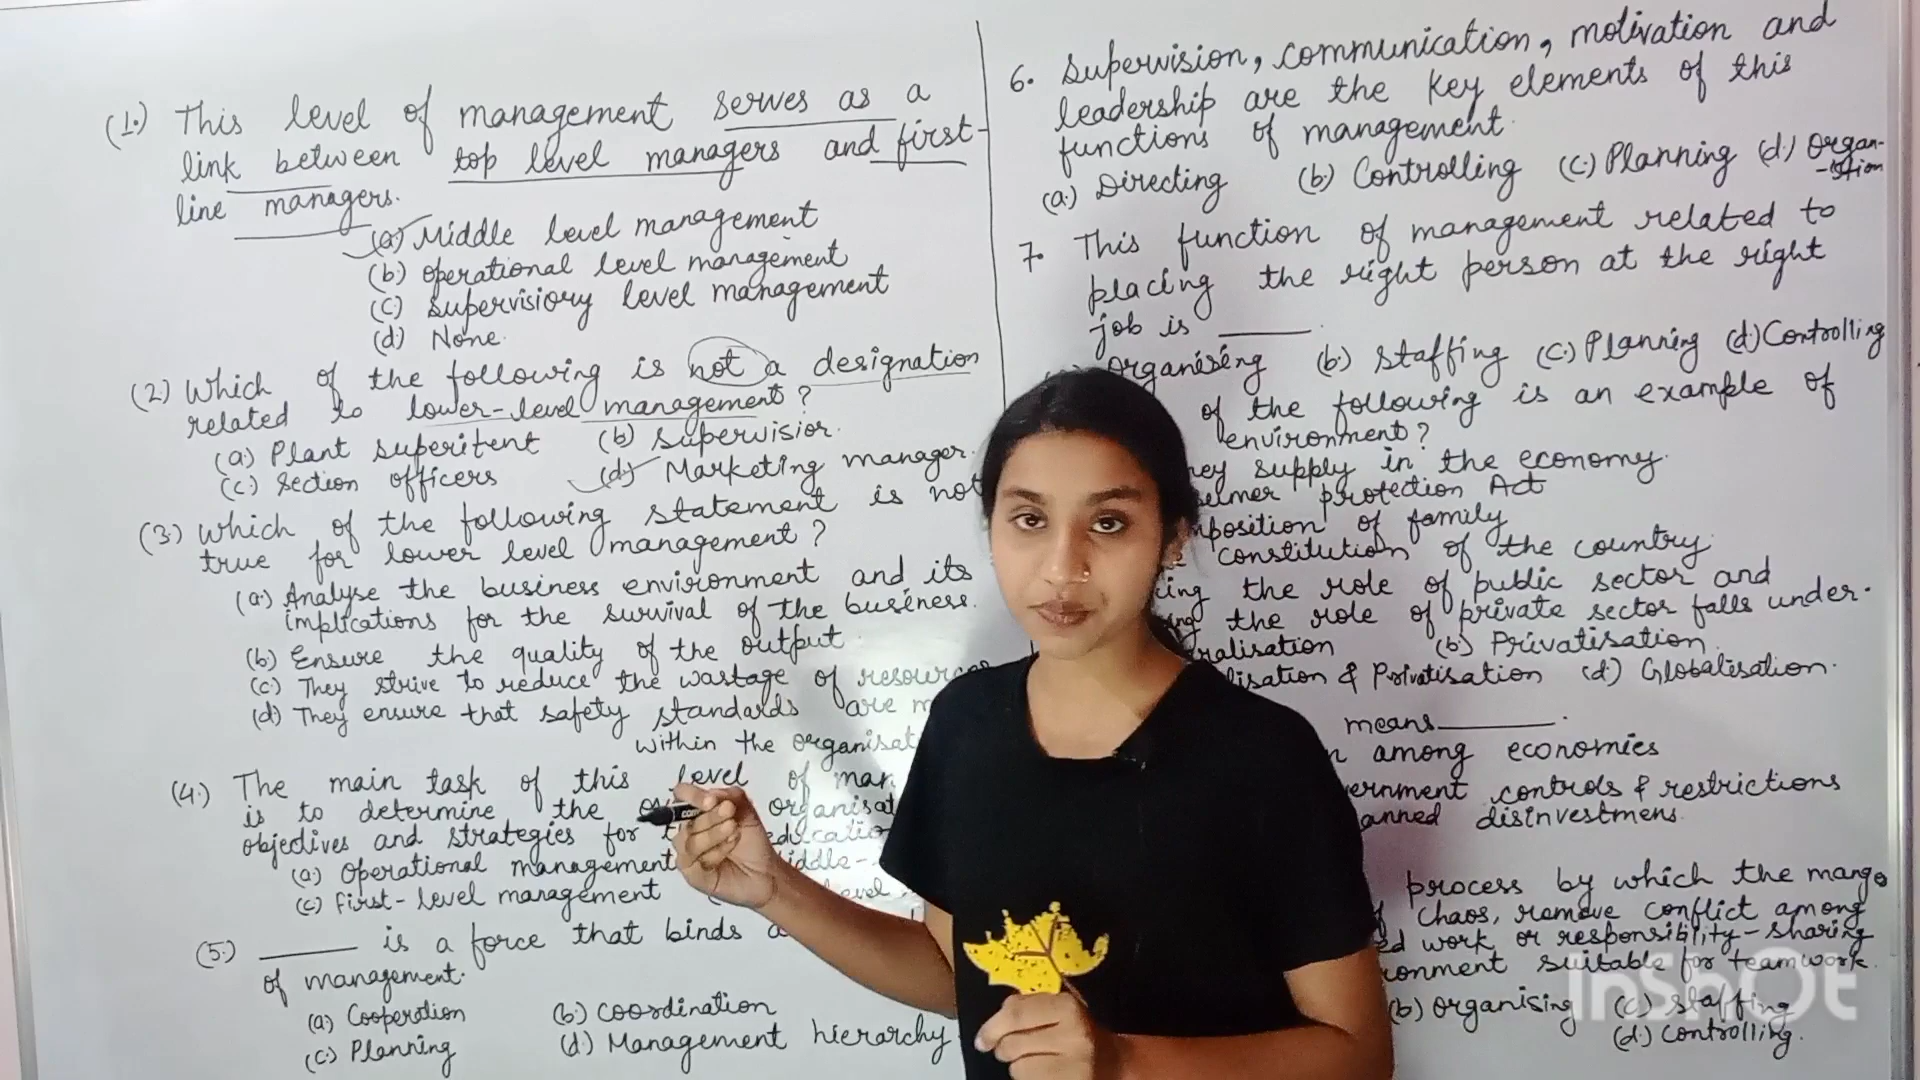 (1.) This level of management serves as a
link between top level managers and first-
line managers.
(a) Middle level management
(b) operational level management
(c) supervisiory level management
(d) None.
(2) Which of the following is not a designation
related to lower-level management?
(a) Plant superitent (b) supervisior.
(c) section officers (d) Marketing manager.
(3.) which of the following statement is not
true for lower level management?
(a) Analyse the business environment and its
implications for the survival of the business.
(b) Ensure the quality of the output
(c) They strive to reduce the wastage of resources
(d) They ensure that safety standards are
within the
(4.) The main task of this level of
is to determine the
objectives and strategies for
(a) operational management
(c) first-level management
(5.) ______ is a force that binds
of management.
(a) Cooperation (b) coordination
(c) Planning (d) Management hierarchy
6. Supervision, communication, motivation and
leadership are the key elements of this
functions of management.
(a) Directing (b) Controlling (c) Planning (d) Organ-
-istion
7. This function of management related to
placing the right person at the right
job is ______.
organising (b) staffing (c) Planning (d) Controlling
of the following is an example of
environment?
supply in the economy.
protection Act
of family
constitution of the country.
the role of public sector and
the role of private sector falls under.
(b) Privatisation.
& Privatisation (d) Globalisation.
means ______.
among economies
controls & restrictions
disinvestmens.
process by which the
chaos, remove conflict among
work or responsibility-sharing
suitable for teamwork.
(b) organising (c) staffing
(d) controlling.
InShOt